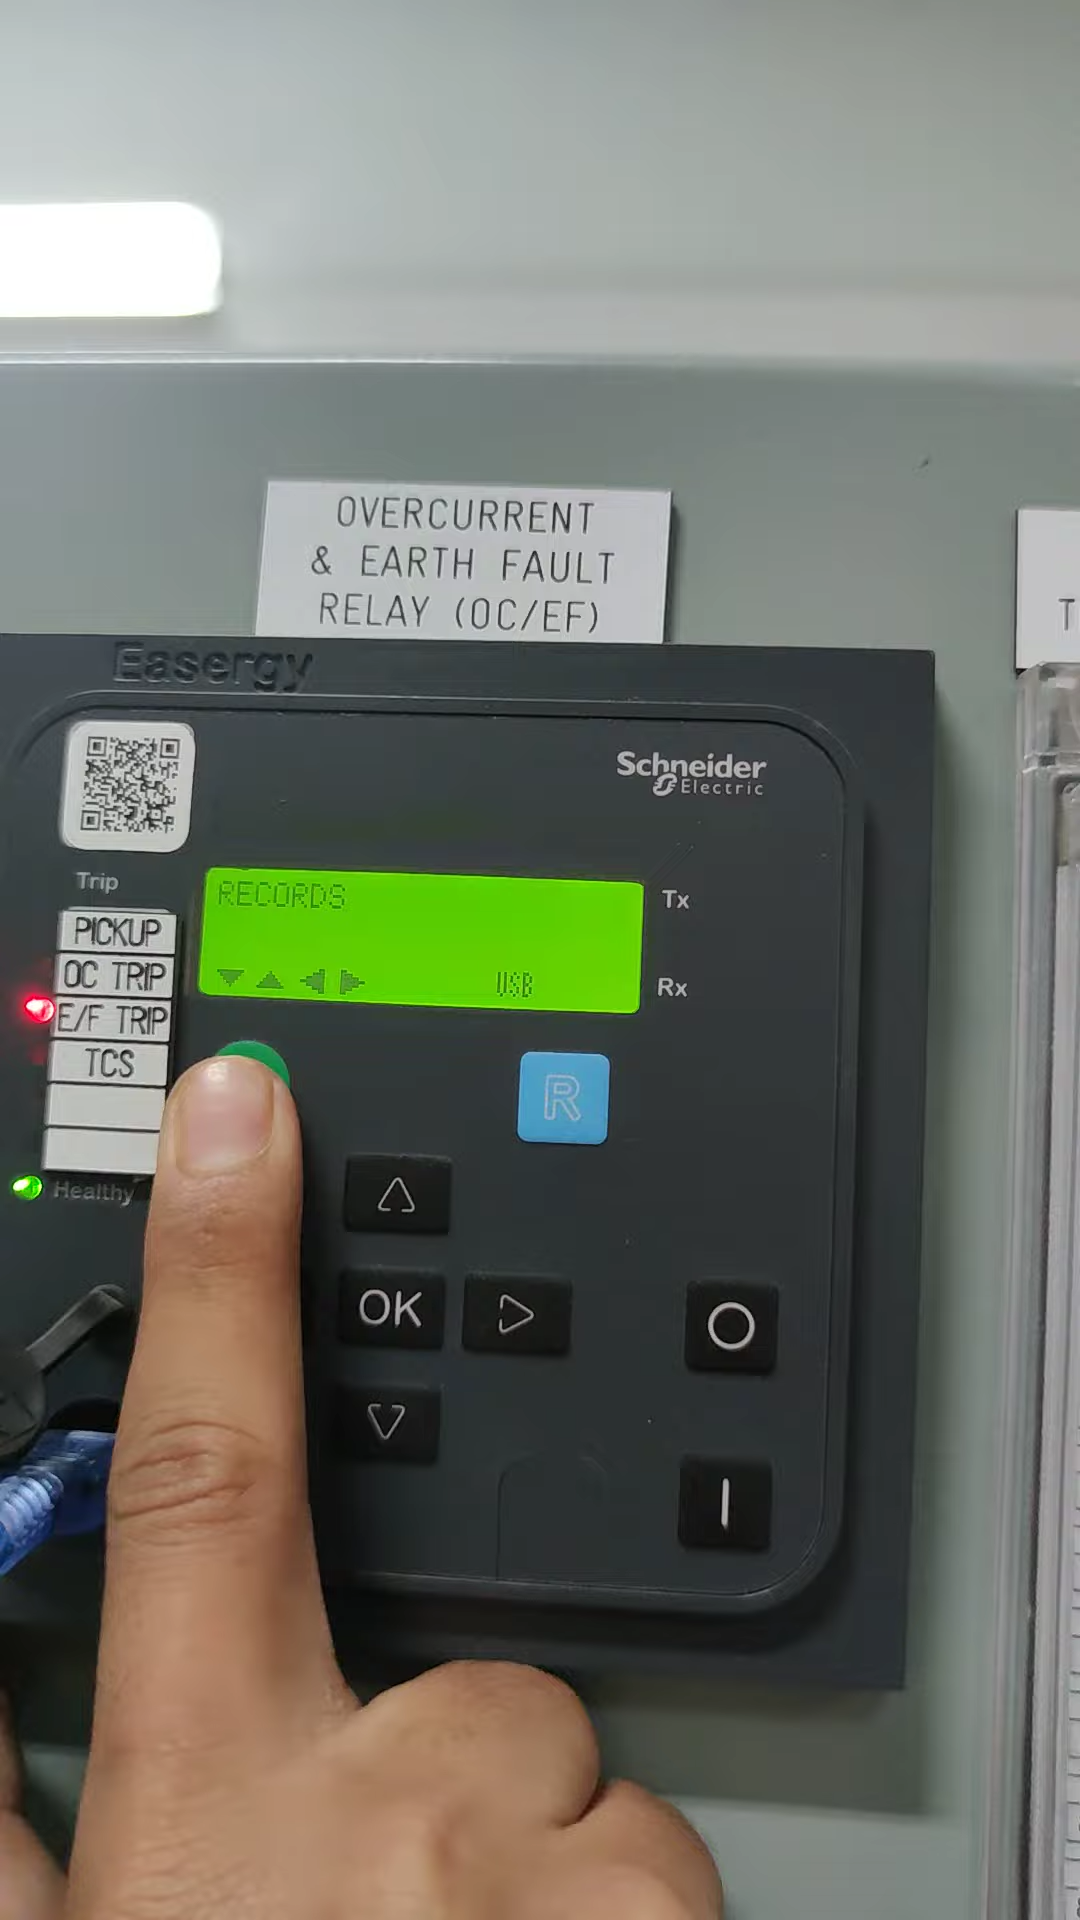 OVERCURRENT
& EARTH FAULT
RELAY (OC/EF)
T
Easergy
Schneider
Electric
Trip
RECORDS
USB
Tx
Rx
PICKUP
OC TRIP
E/F TRIP
TCS
Healthy
R
OK